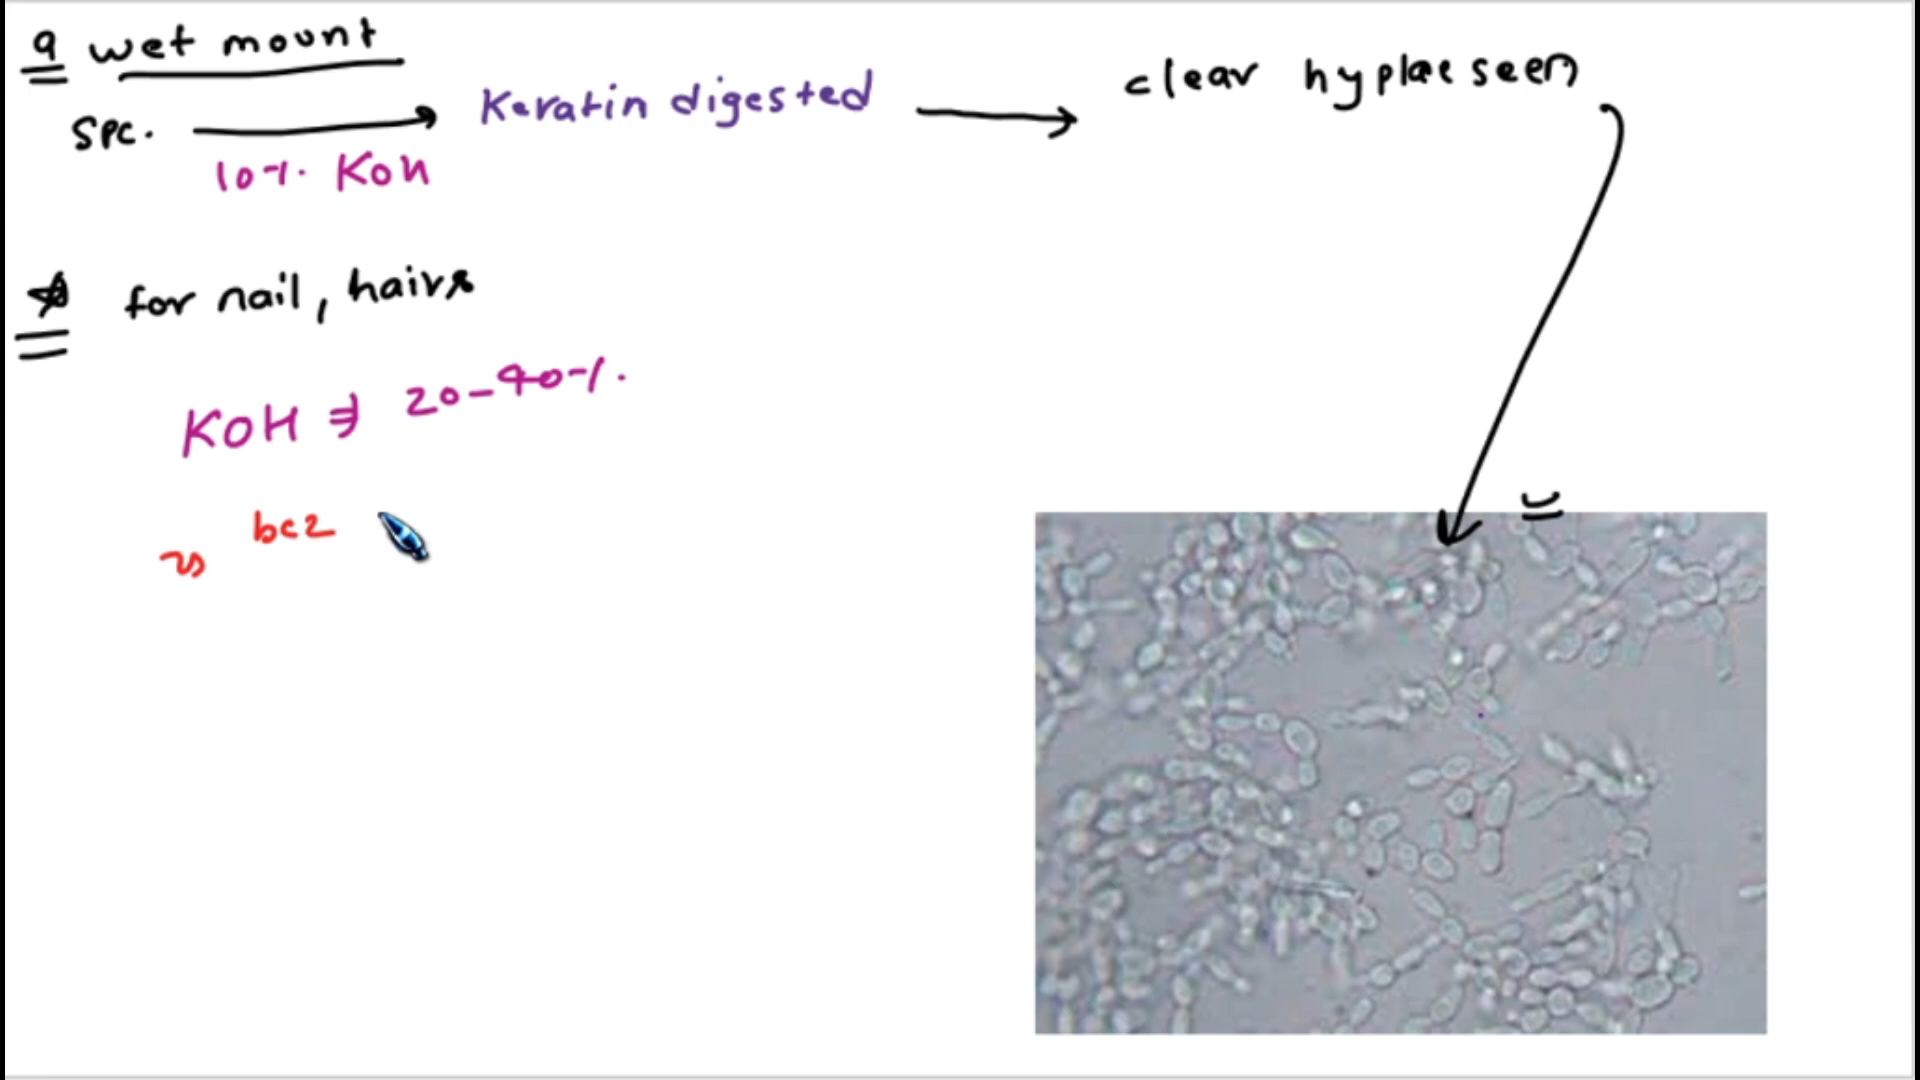 a wet mount
Spc. → Keratin digested → clear hyphae seen
10%. KOH
* for nail, hairs
KOH ⇒ 20-40%.
bcz